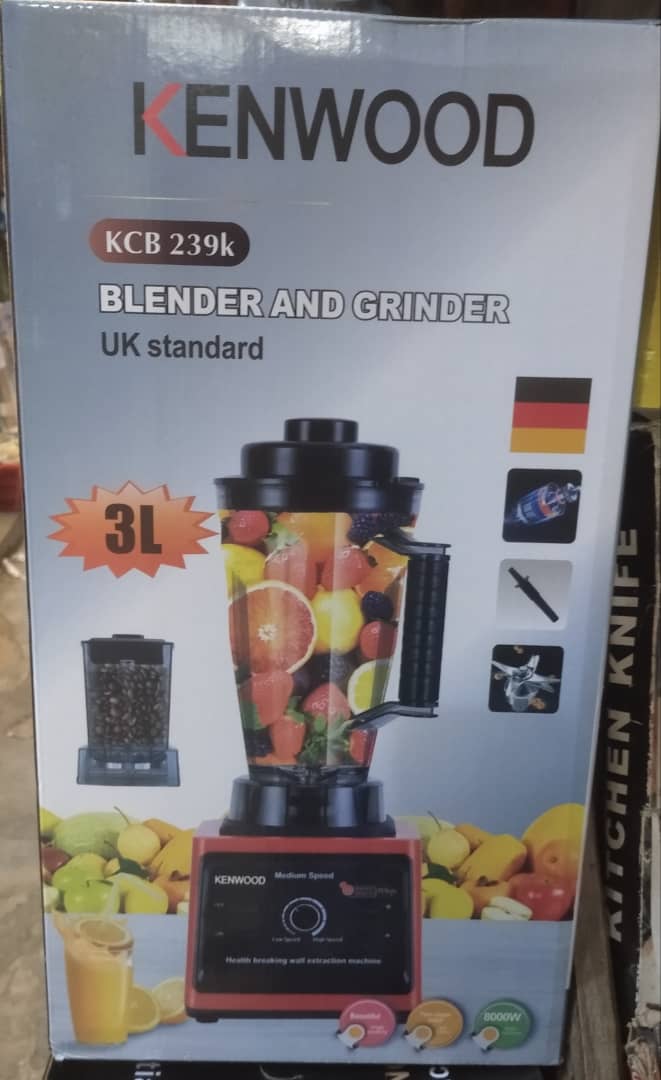 KENWOOD
KCB 239k
BLENDER AND GRINDER
UK standard
3L
KENWOOD
Medium Speed
Low Speed High Speed
Health breaking wall extraction machine
Beautiful
8000W
KITCHEN KNIFE